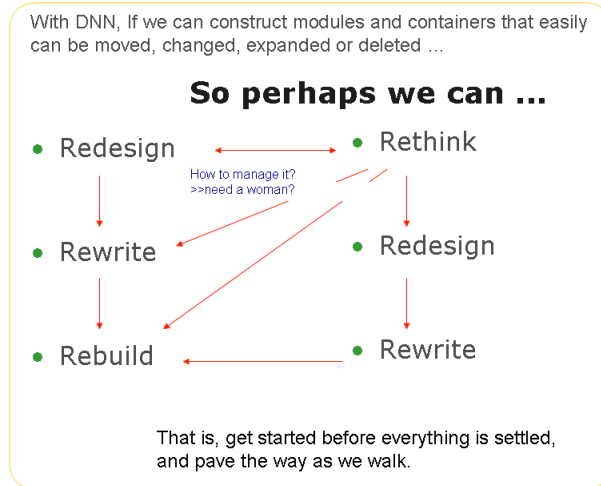 With DNN, If we can construct modules and containers that easily
can be moved, changed, expanded or deleted ...
So perhaps we can ...
Redesign
Rethink
How to manage it?
>>need a woman?
Rewrite
Redesign
Rebuild
Rewrite
That is, get started before everything is settled,
and pave the way as we walk.